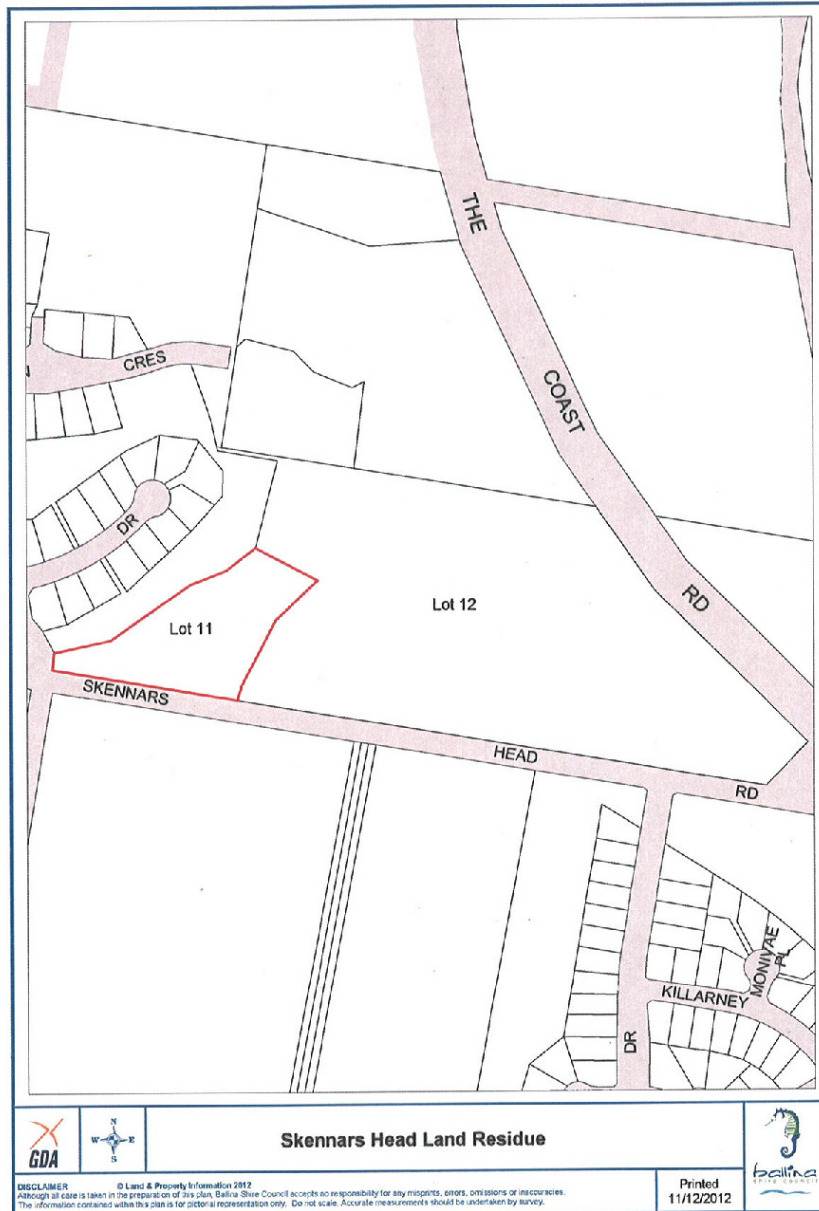 THE
COAST
RD
CRES
DR
Lot 12
Lot 11
SKENNARS
HEAD
RD
MONIVAE
PL
KILLARNEY
DR
GDA
N
W
E
S
Skennars Head Land Residue
ballina
shire council
DISCLAIMER © Land & Property Information 2012
Although all care is taken in the preparation of this plan, Ballina Shire Council accepts no responsibility for any misprints, errors, omissions or inaccuracies.
The information contained within this plan is for pictorial representation only. Do not scale. Accurate measurements should be undertaken by survey.
Printed
11/12/2012